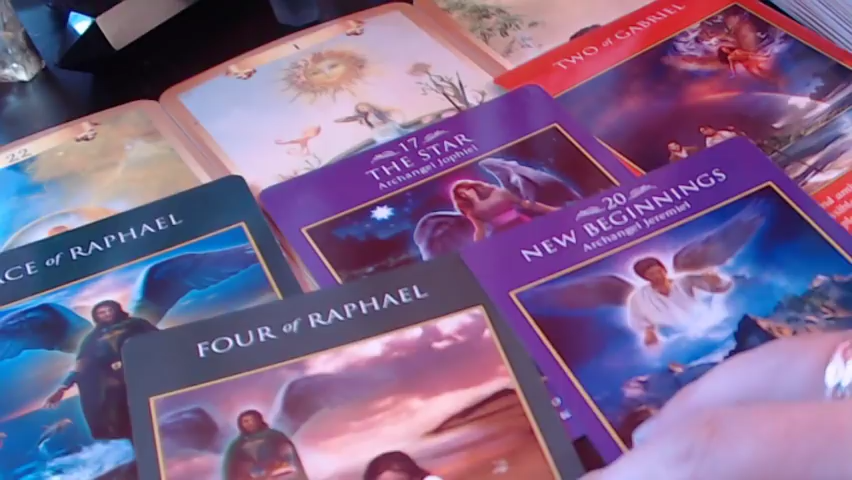 1
22
TWO of GABRIEL
17
THE STAR
Archangel Jophiel
20
NEW BEGINNINGS
Archangel Jeremiel
ACE of RAPHAEL
FOUR of RAPHAEL